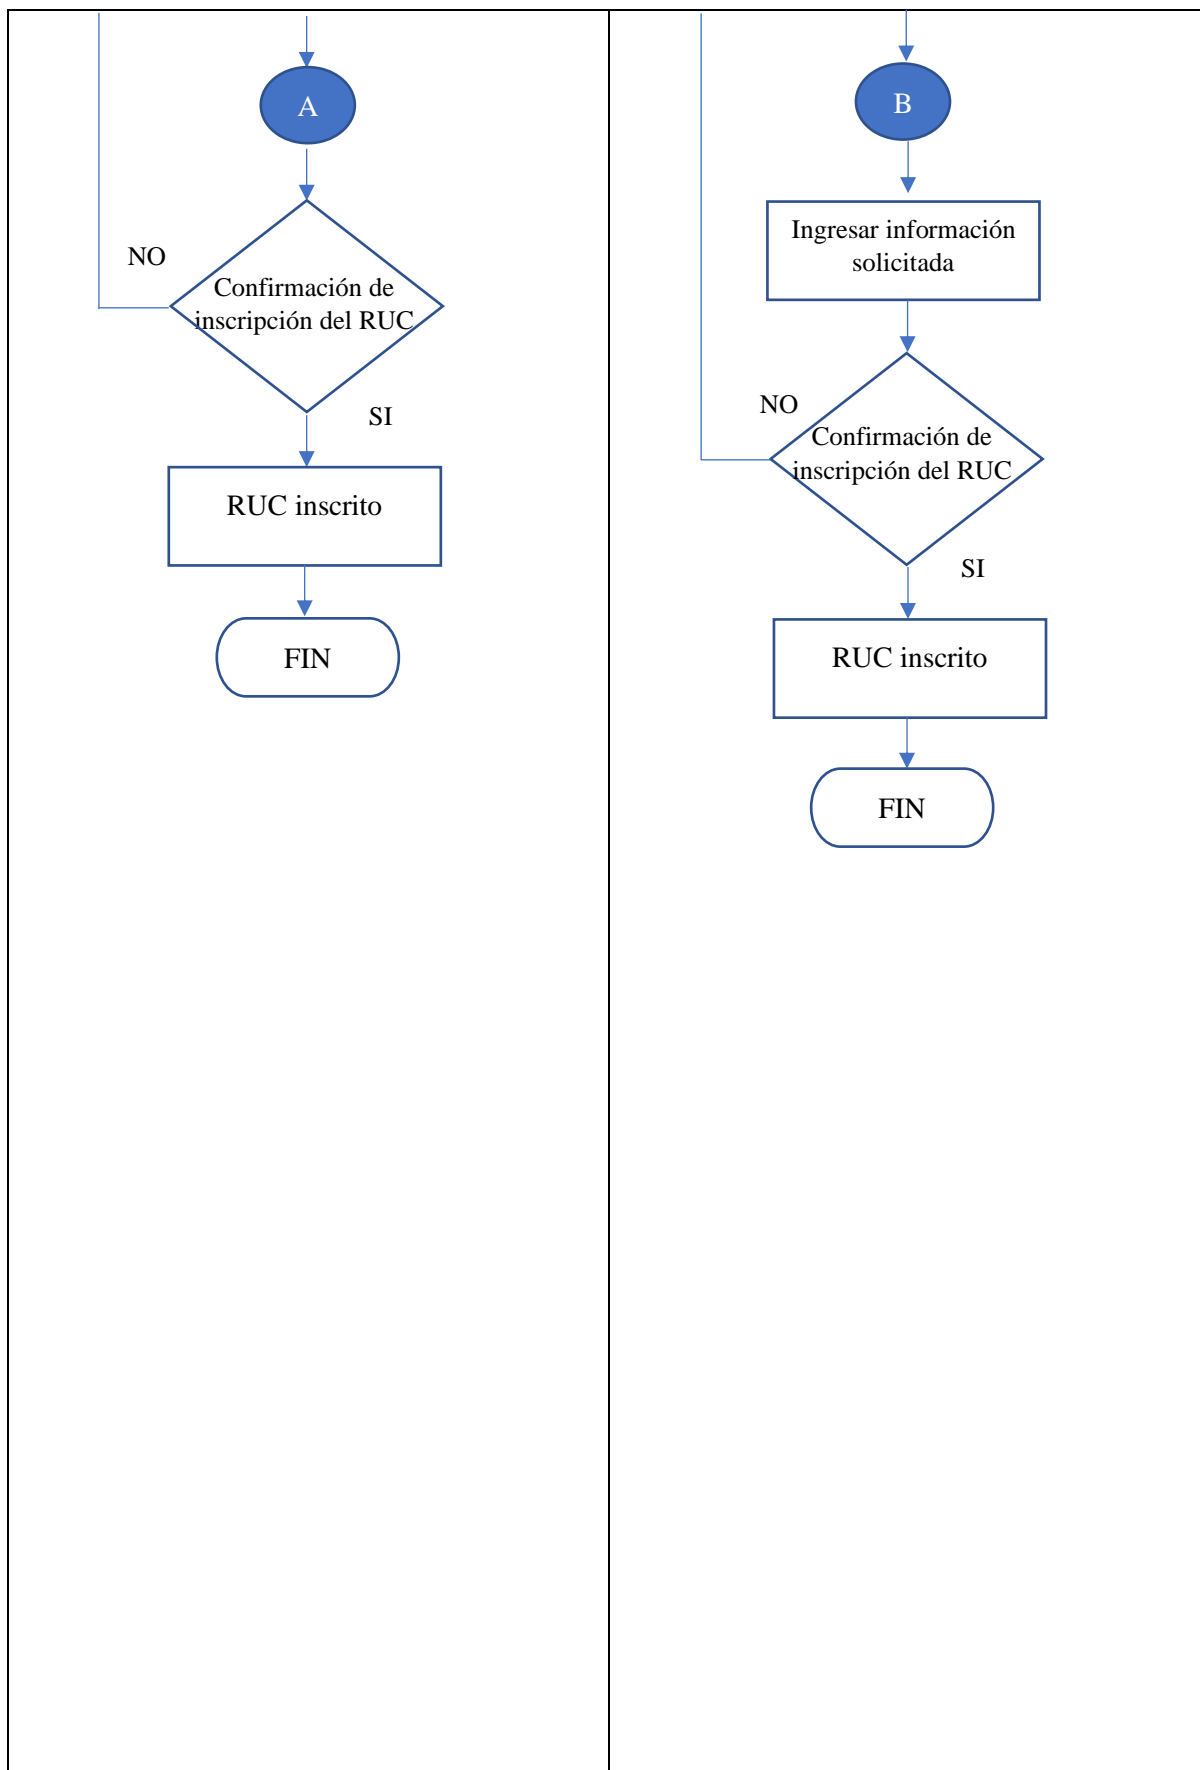 A
NO
Confirmación de
inscripción del RUC
SI
RUC inscrito
FIN
B
Ingresar información
solicitada
NO
Confirmación de
inscripción del RUC
SI
RUC inscrito
FIN